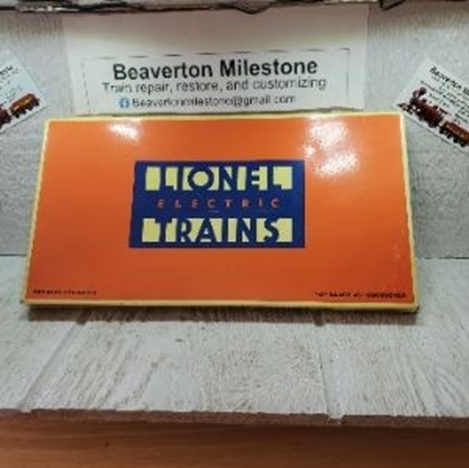 Beaverton Milestone
Train repair, restore, and customizing
Beavertonmilestone@gmail.com
LIONEL
ELECTRIC
TRAINS